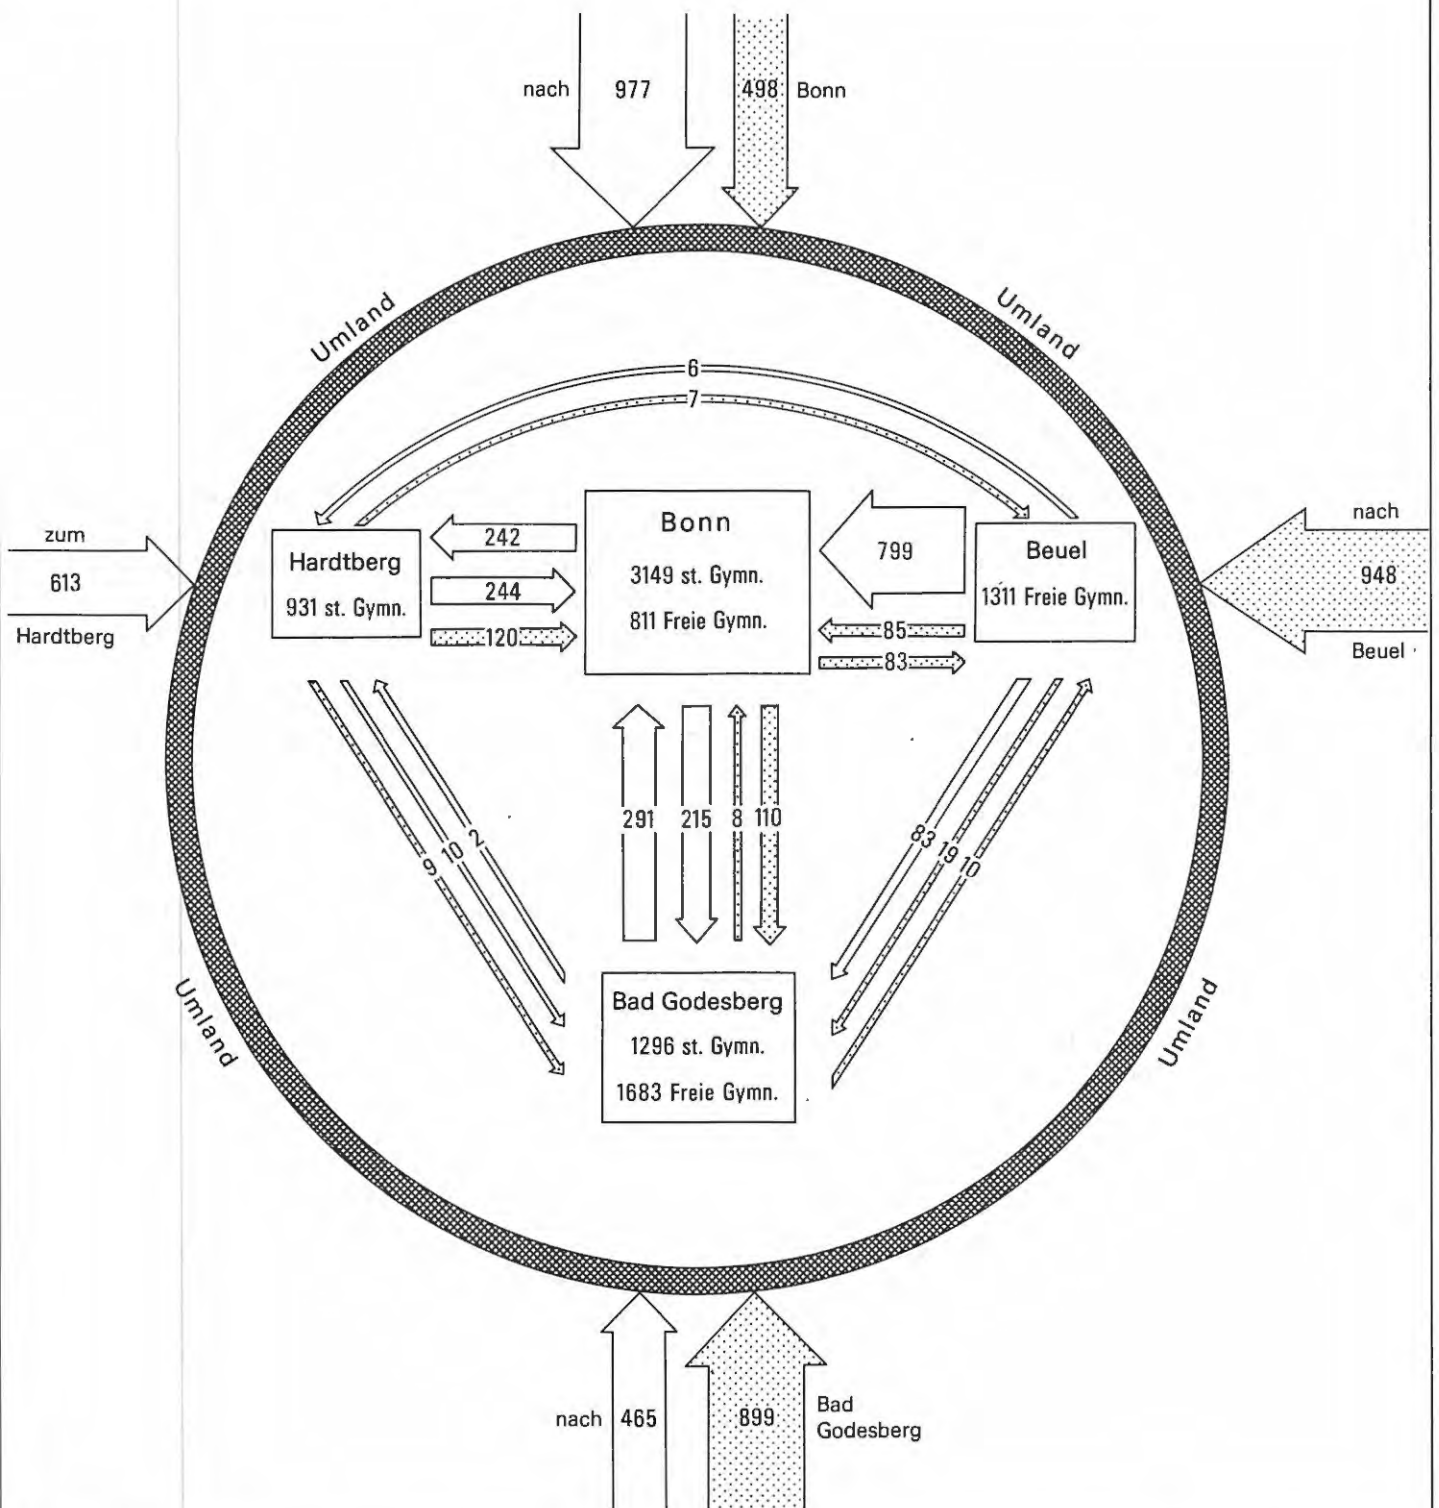 nach 977 498 Bonn
Umland
Umland
6
7
zum
613
Hardtberg
Hardtberg
931 st. Gymn.
242
244
120
Bonn
3149 st. Gymn.
811 Freie Gymn.
799
85
83
Beuel
1311 Freie Gymn.
nach
948
Beuel
9 10 2
291 215 8 110
83 19 10
Bad Godesberg
1296 st. Gymn.
1683 Freie Gymn.
Umland
Umland
nach 465 899 Bad
Godesberg